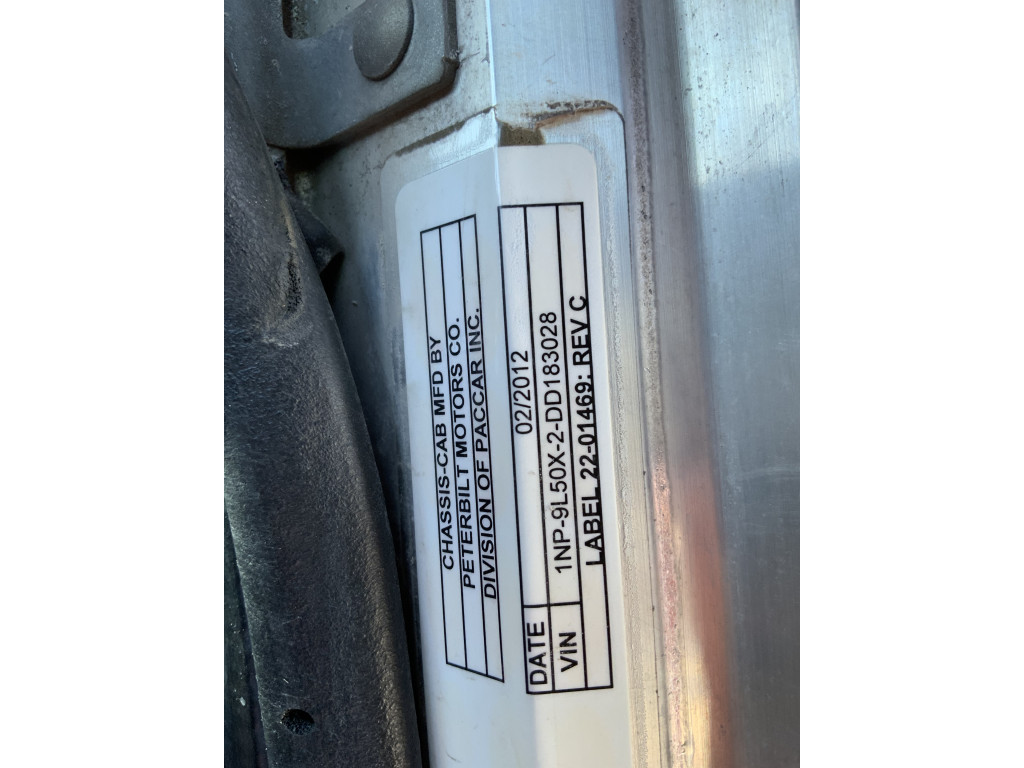 CHASSIS-CAB MFD BY
PETERBILT MOTORS CO.
DIVISION OF PACCAR INC.
DATE 02/2012
VIN 1NP-9L50X-2-DD183028
LABEL 22-01469: REV C